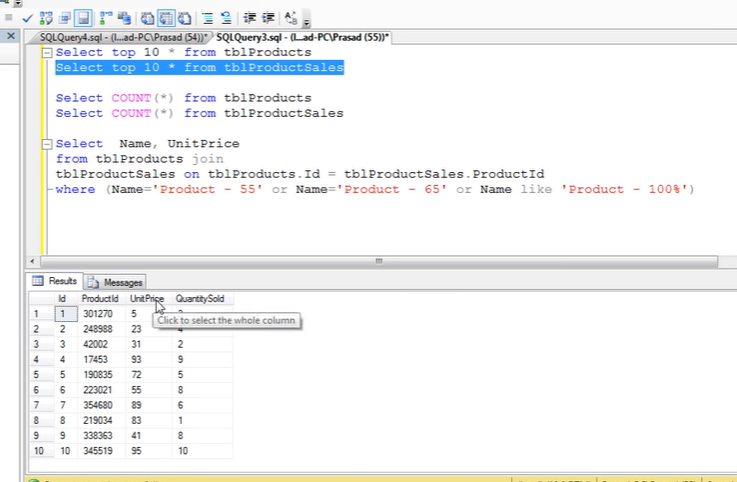 SQLQuery4.sql - (l...ad-PC\Prasad (54))* SQLQuery3.sql - (l...ad-PC\Prasad (55))*
Select top 10 * from tblProducts
Select top 10 * from tblProductSales
Select COUNT(*) from tblProducts
Select COUNT(*) from tblProductSales
Select Name, UnitPrice
from tblProducts join
tblProductSales on tblProducts.Id = tblProductSales.ProductId
where (Name='Product - 55' or Name='Product - 65' or Name like 'Product - 100%')
Results Messages
Id ProductId UnitPrice QuantitySold
1 1 301270 5
Click to select the whole column
2 2 248988 23
3 3 42002 31 2
4 4 17453 93 9
5 5 190835 72 5
6 6 223021 55 8
7 7 354680 89 6
8 8 219034 83 1
9 9 338363 41 8
10 10 345519 95 10